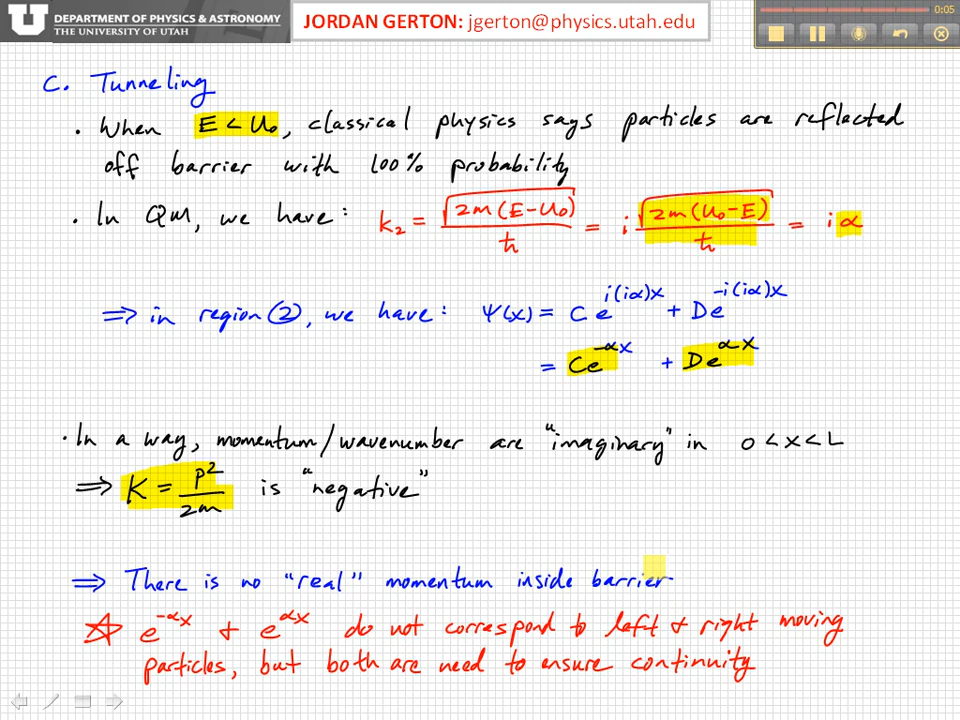 DEPARTMENT OF PHYSICS & ASTRONOMY
THE UNIVERSITY OF UTAH
JORDAN GERTON: jgerton@physics.utah.edu
0:05
C. Tunneling
• When E < U₀, classical physics says particles are reflected
off barrier with 100% probability
• In QM, we have: k₂ = √(2m(E-U₀))/ħ = i √(2m(U₀-E))/ħ = iα
⇒ in region ②, we have: Ψ(x) = Ce^{i(iα)x} + De^{-i(iα)x}
= Ce^{-αx} + De^{αx}
• In a way, momentum/wavenumber are "imaginary" in 0 < x < L
⇒ K = p²/2m is "negative"
⇒ There is no "real" momentum inside barrier
☆ e^{-αx} + e^{αx} do not correspond to left + right moving
particles, but both are need to ensure continuity